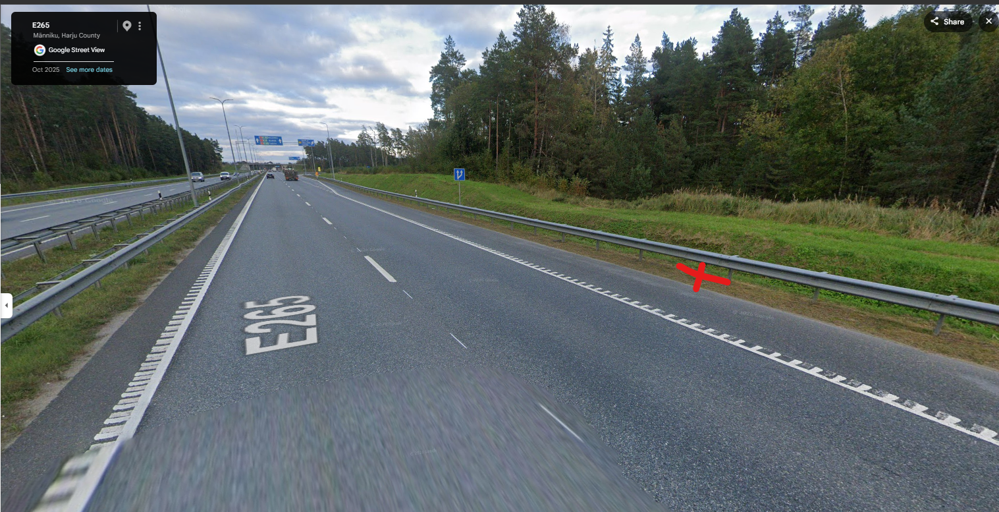 E265
Männiku, Harju County
Google Street View
Oct 2025 See more dates
Share
E265